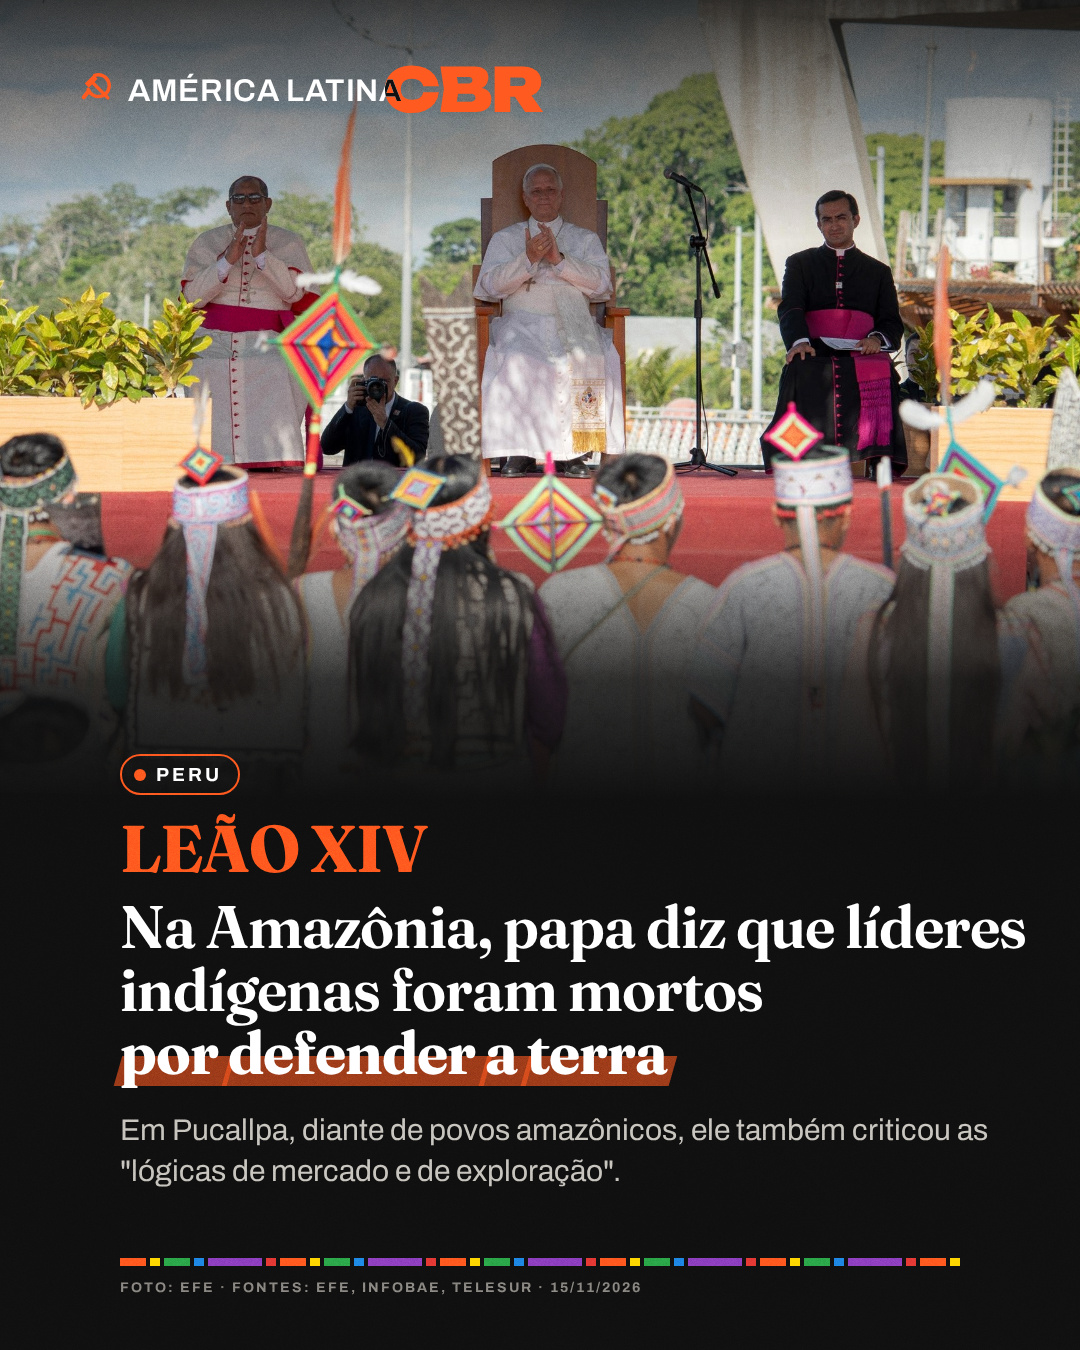 AMÉRICA LATINA CBR
PERU
LEÃO XIV
Na Amazônia, papa diz que líderes
indígenas foram mortos
por defender a terra
Em Pucallpa, diante de povos amazônicos, ele também criticou as
"lógicas de mercado e de exploração".
FOTO: EFE · FONTES: EFE, INFOBAE, TELESUR · 15/11/2026